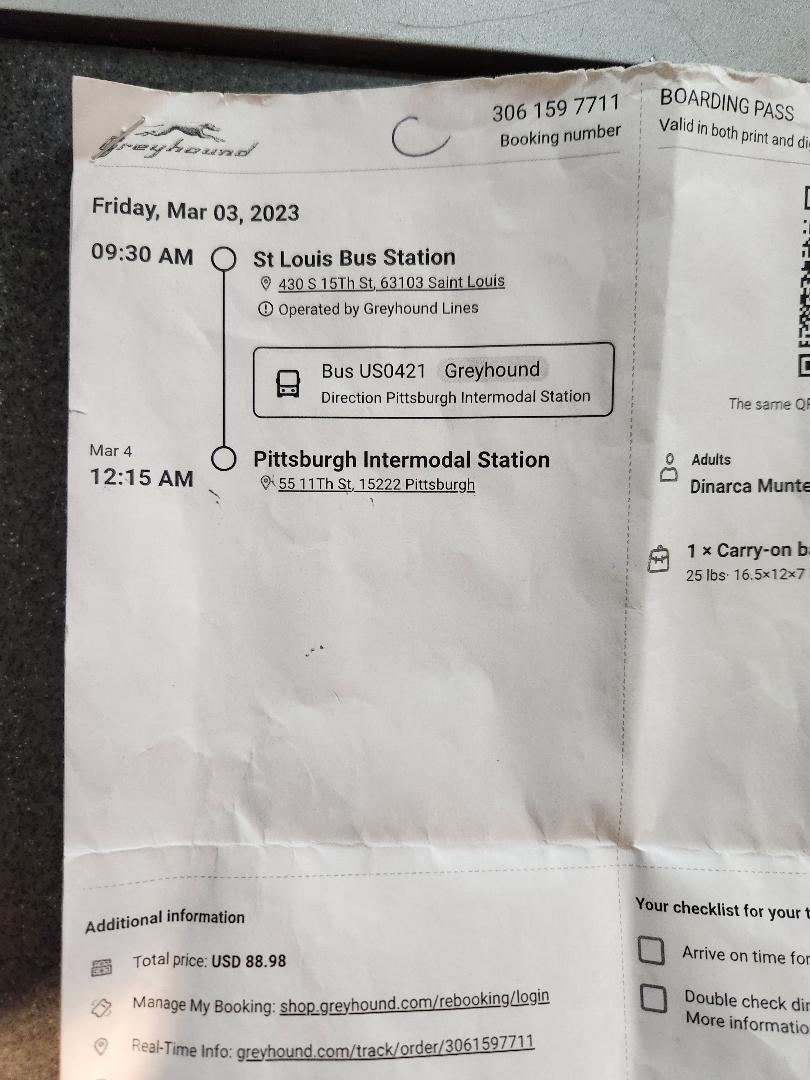 greyhound
306 159 7711
Booking number
BOARDING PASS
Valid in both print and
Friday, Mar 03, 2023
09:30 AM
St Louis Bus Station
430 S 15Th St, 63103 Saint Louis
Operated by Greyhound Lines
Bus US0421 Greyhound
Direction Pittsburgh Intermodal Station
Mar 4
12:15 AM
Pittsburgh Intermodal Station
55 11Th St, 15222 Pittsburgh
The same
Adults
Dinarca
1 × Carry-on
25 lbs· 16.5×12×7
Additional information
Total price: USD 88.98
Manage My Booking: shop.greyhound.com/rebooking/login
Real-Time Info: greyhound.com/track/order/3061597711
Your checklist for your
Arrive on time for
Double check
More